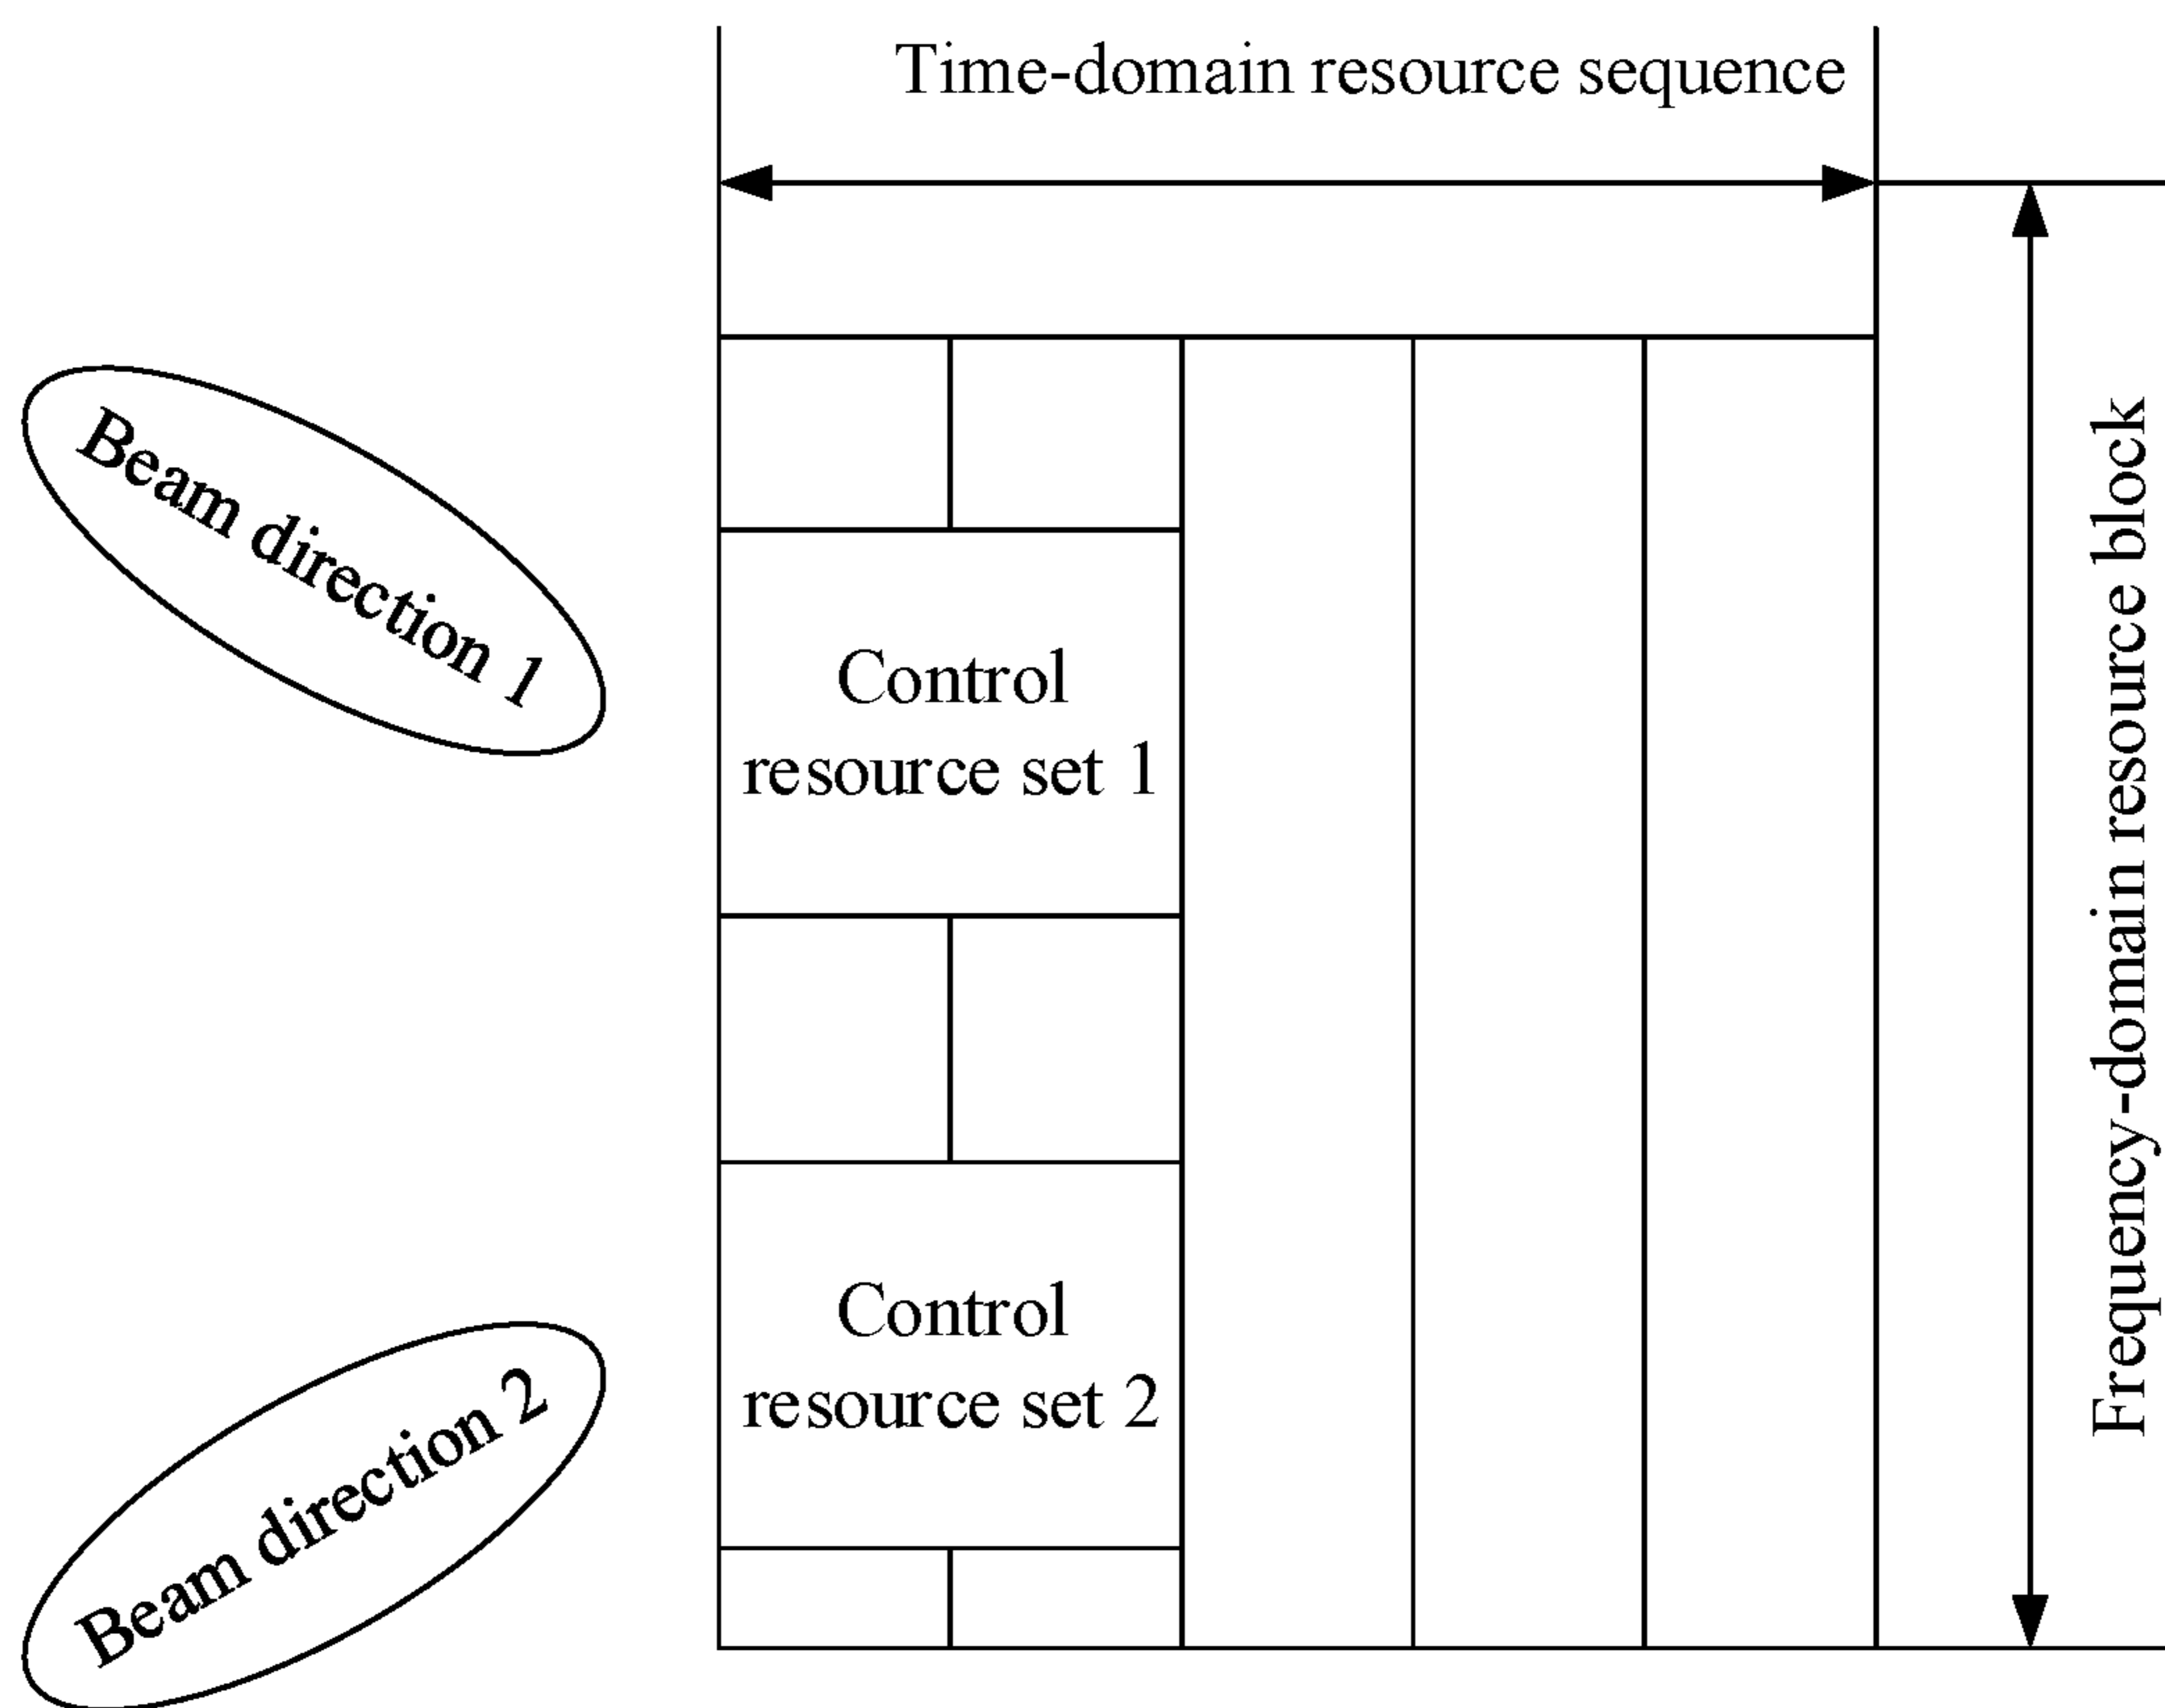 Time-domain resource sequence
Beam direction 1
Control
resource set 1
Frequency-domain resource block
Control
resource set 2
Beam direction 2